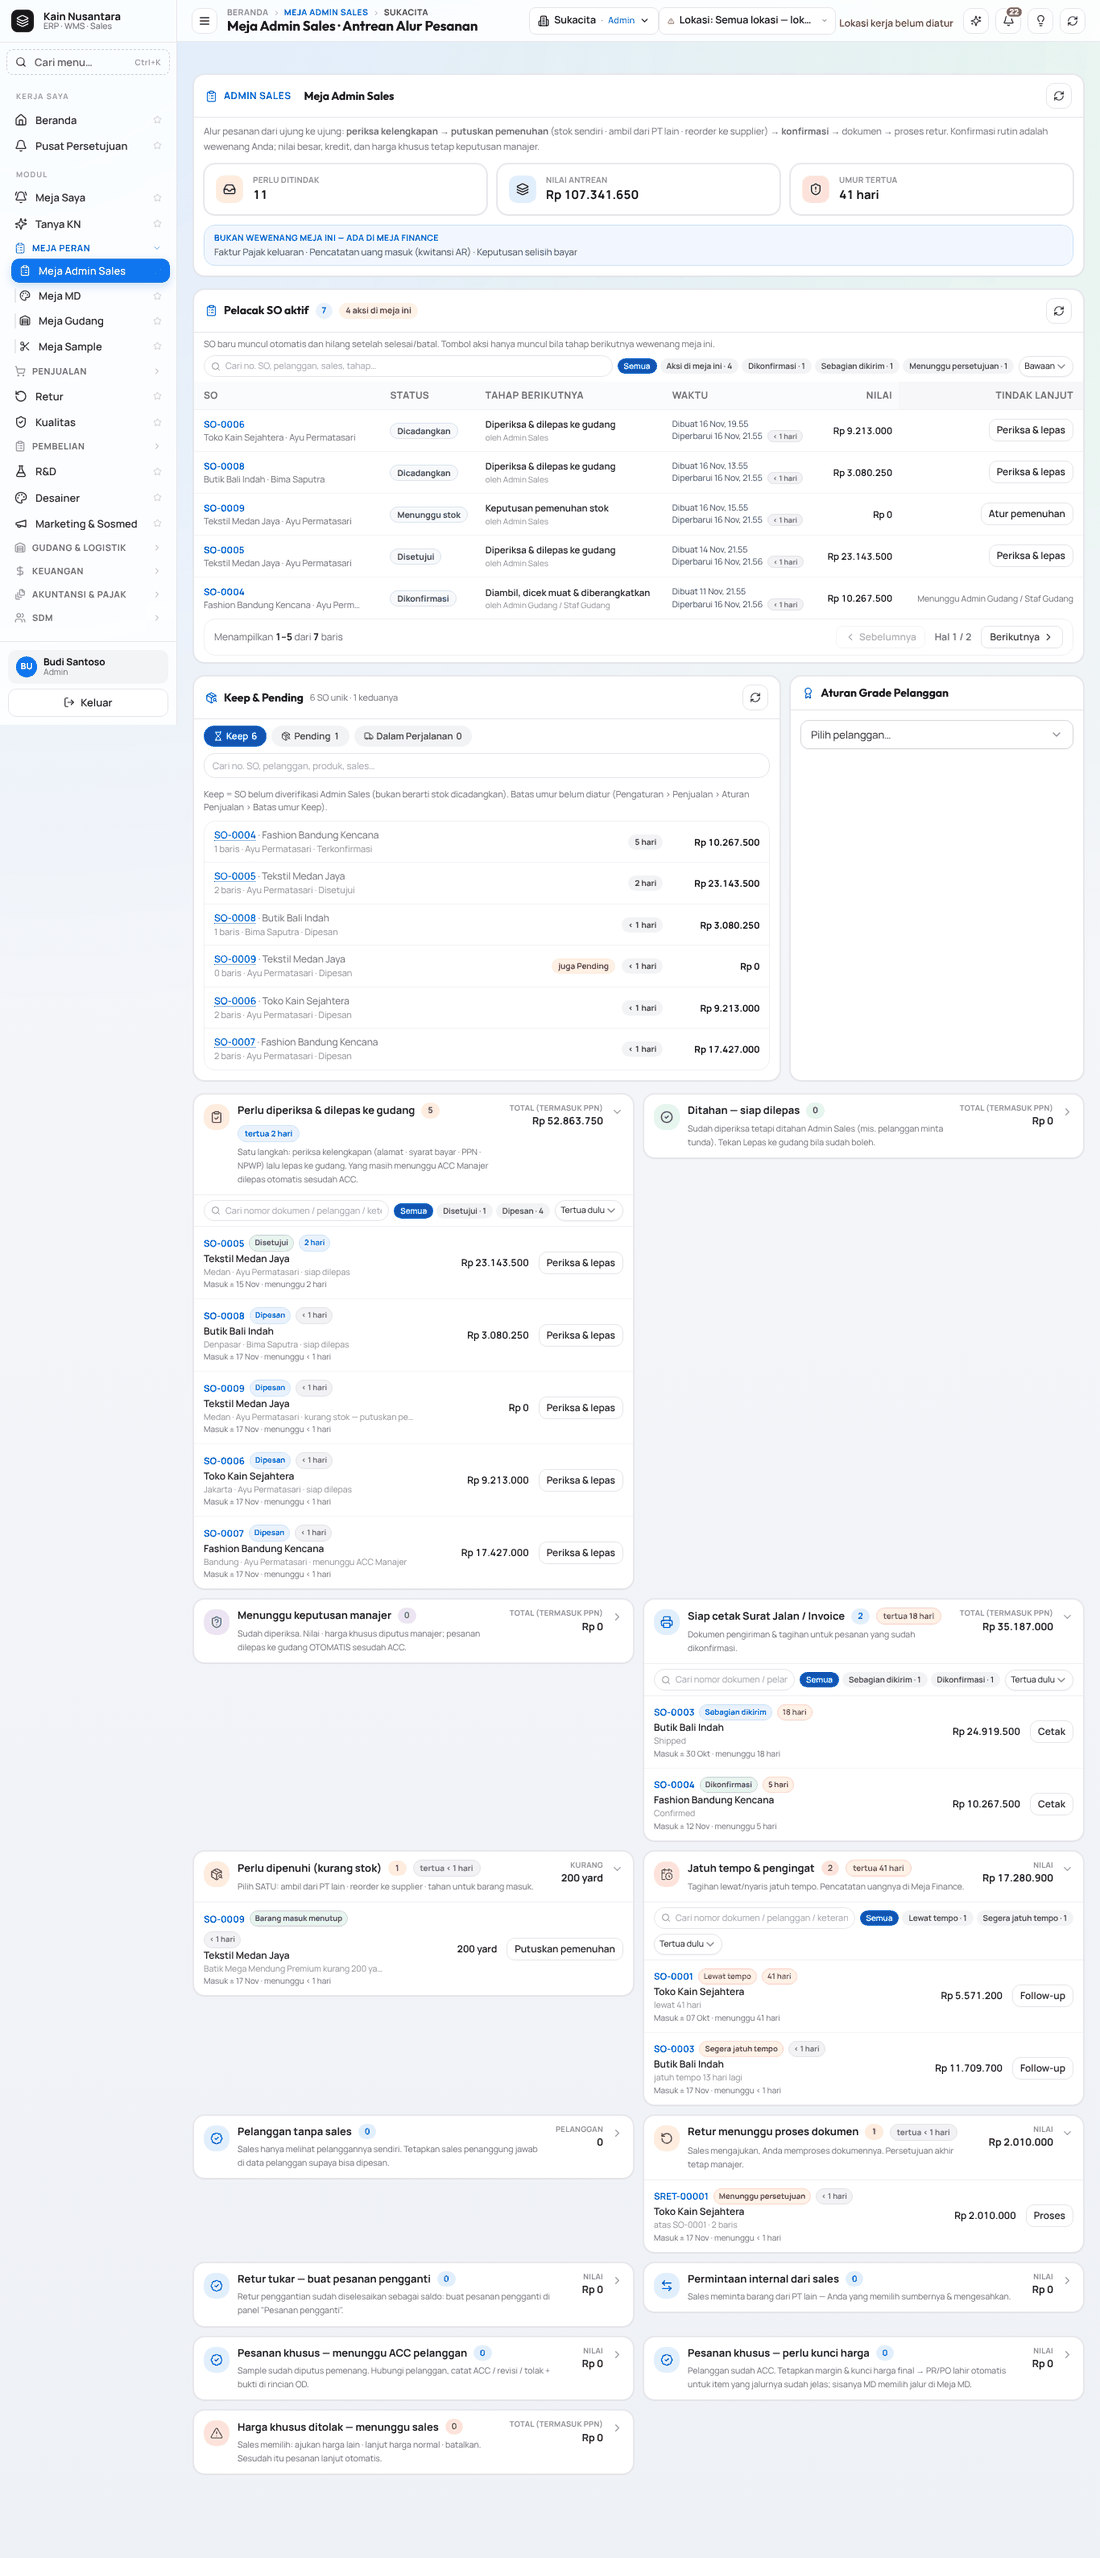 Kain Nusantara
ERP · WMS · Sales
Cari menu... Ctrl+K
KERJA SAYA
Beranda
Pusat Persetujuan
MODUL
Meja Saya
Tanya KN
MEJA PERAN
Meja Admin Sales
Meja MD
Meja Gudang
Meja Sample
PENJUALAN
Retur
Kualitas
PEMBELIAN
R&D
Desainer
Marketing & Sosmed
GUDANG & LOGISTIK
KEUANGAN
AKUNTANSI & PAJAK
SDM
BU Budi Santoso
Admin
Keluar
BERANDA › MEJA ADMIN SALES › SUKACITA
Meja Admin Sales · Antrean Alur Pesanan
Sukacita · Admin
Lokasi: Semua lokasi — lok...
Lokasi kerja belum diatur
22
ADMIN SALES Meja Admin Sales
Alur pesanan dari ujung ke ujung: periksa kelengkapan → putuskan pemenuhan (stok sendiri · ambil dari PT lain · reorder ke supplier) → konfirmasi → dokumen → proses retur. Konfirmasi rutin adalah
wewenang Anda; nilai besar, kredit, dan harga khusus tetap keputusan manajer.
PERLU DITINDAK
11
NILAI ANTREAN
Rp 107.341.650
UMUR TERTUA
41 hari
BUKAN WEWENANG MEJA INI — ADA DI MEJA FINANCE
Faktur Pajak keluaran · Pencatatan uang masuk (kwitansi AR) · Keputusan selisih bayar
Pelacak SO aktif 7 4 aksi di meja ini
SO baru muncul otomatis dan hilang setelah selesai/batal. Tombol aksi hanya muncul bila tahap berikutnya wewenang meja ini.
Cari no. SO, pelanggan, sales, tahap... Semua Aksi di meja ini · 4 Dikonfirmasi · 1 Sebagian dikirim · 1 Menunggu persetujuan · 1 Bawaan
SO STATUS TAHAP BERIKUTNYA WAKTU NILAI TINDAK LANJUT
SO-0006
Toko Kain Sejahtera · Ayu Permatasari
Dicadangkan
Diperiksa & dilepas ke gudang
oleh Admin Sales
Dibuat 16 Nov, 19.55
Diperbarui 16 Nov, 21.55 < 1 hari
Rp 9.213.000
Periksa & lepas
SO-0008
Butik Bali Indah · Bima Saputra
Dicadangkan
Diperiksa & dilepas ke gudang
oleh Admin Sales
Dibuat 16 Nov, 13.55
Diperbarui 16 Nov, 21.55 < 1 hari
Rp 3.080.250
Periksa & lepas
SO-0009
Tekstil Medan Jaya · Ayu Permatasari
Menunggu stok
Keputusan pemenuhan stok
oleh Admin Sales
Dibuat 16 Nov, 15.55
Diperbarui 16 Nov, 21.55 < 1 hari
Rp 0
Atur pemenuhan
SO-0005
Tekstil Medan Jaya · Ayu Permatasari
Disetujui
Diperiksa & dilepas ke gudang
oleh Admin Sales
Dibuat 14 Nov, 21.55
Diperbarui 16 Nov, 21.56 < 1 hari
Rp 23.143.500
Periksa & lepas
SO-0004
Fashion Bandung Kencana · Ayu Perm...
Dikonfirmasi
Diambil, dicek muat & diberangkatkan
oleh Admin Gudang / Staf Gudang
Dibuat 11 Nov, 21.55
Diperbarui 16 Nov, 21.56 < 1 hari
Rp 10.267.500
Menunggu Admin Gudang / Staf Gudang
Menampilkan 1–5 dari 7 baris
Sebelumnya Hal 1 / 2 Berikutnya
Keep & Pending 6 SO unik · 1 keduanya
Keep 6 Pending 1 Dalam Perjalanan 0
Cari no. SO, pelanggan, produk, sales...
Keep = SO belum diverifikasi Admin Sales (bukan berarti stok dicadangkan). Batas umur belum diatur (Pengaturan › Penjualan › Aturan
Penjualan › Batas umur Keep).
SO-0004 · Fashion Bandung Kencana
1 baris · Ayu Permatasari · Terkonfirmasi
5 hari Rp 10.267.500
SO-0005 · Tekstil Medan Jaya
2 baris · Ayu Permatasari · Disetujui
2 hari Rp 23.143.500
SO-0008 · Butik Bali Indah
1 baris · Bima Saputra · Dipesan
< 1 hari Rp 3.080.250
SO-0009 · Tekstil Medan Jaya
0 baris · Ayu Permatasari · Dipesan
juga Pending < 1 hari Rp 0
SO-0006 · Toko Kain Sejahtera
2 baris · Ayu Permatasari · Dipesan
< 1 hari Rp 9.213.000
SO-0007 · Fashion Bandung Kencana
2 baris · Ayu Permatasari · Dipesan
< 1 hari Rp 17.427.000
Aturan Grade Pelanggan
Pilih pelanggan...
Perlu diperiksa & dilepas ke gudang 5
tertua 2 hari
TOTAL (TERMASUK PPN)
Rp 52.863.750
Satu langkah: periksa kelengkapan (alamat · syarat bayar · PPN ·
NPWP) lalu lepas ke gudang. Yang masih menunggu ACC Manajer
dilepas otomatis sesudah ACC.
Cari nomor dokumen / pelanggan / kete Semua Disetujui · 1 Dipesan · 4 Tertua dulu
SO-0005 Disetujui 2 hari
Tekstil Medan Jaya
Medan · Ayu Permatasari · siap dilepas
Masuk ± 15 Nov · menunggu 2 hari
Rp 23.143.500 Periksa & lepas
SO-0008 Dipesan < 1 hari
Butik Bali Indah
Denpasar · Bima Saputra · siap dilepas
Masuk ± 17 Nov · menunggu < 1 hari
Rp 3.080.250 Periksa & lepas
SO-0009 Dipesan < 1 hari
Tekstil Medan Jaya
Medan · Ayu Permatasari · kurang stok — putuskan pe...
Masuk ± 17 Nov · menunggu < 1 hari
Rp 0 Periksa & lepas
SO-0006 Dipesan < 1 hari
Toko Kain Sejahtera
Jakarta · Ayu Permatasari · siap dilepas
Masuk ± 17 Nov · menunggu < 1 hari
Rp 9.213.000 Periksa & lepas
SO-0007 Dipesan < 1 hari
Fashion Bandung Kencana
Bandung · Ayu Permatasari · menunggu ACC Manajer
Masuk ± 17 Nov · menunggu < 1 hari
Rp 17.427.000 Periksa & lepas
Ditahan — siap dilepas 0
TOTAL (TERMASUK PPN)
Rp 0
Sudah diperiksa tetapi ditahan Admin Sales (mis. pelanggan minta
tunda). Tekan Lepas ke gudang bila sudah boleh.
Menunggu keputusan manajer 0
TOTAL (TERMASUK PPN)
Rp 0
Sudah diperiksa. Nilai · harga khusus diputus manajer; pesanan
dilepas ke gudang OTOMATIS sesudah ACC.
Siap cetak Surat Jalan / Invoice 2 tertua 18 hari
TOTAL (TERMASUK PPN)
Rp 35.187.000
Dokumen pengiriman & tagihan untuk pesanan yang sudah
dikonfirmasi.
Cari nomor dokumen / pelan Semua Sebagian dikirim · 1 Dikonfirmasi · 1 Tertua dulu
SO-0003 Sebagian dikirim 18 hari
Butik Bali Indah
Shipped
Masuk ± 30 Okt · menunggu 18 hari
Rp 24.919.500 Cetak
SO-0004 Dikonfirmasi 5 hari
Fashion Bandung Kencana
Confirmed
Masuk ± 12 Nov · menunggu 5 hari
Rp 10.267.500 Cetak
Perlu dipenuhi (kurang stok) 1 tertua < 1 hari
KURANG
200 yard
Pilih SATU: ambil dari PT lain · reorder ke supplier · tahan untuk barang masuk.
SO-0009 Barang masuk menutup
< 1 hari
Tekstil Medan Jaya
Batik Mega Mendung Premium kurang 200 ya...
Masuk ± 17 Nov · menunggu < 1 hari
200 yard Putuskan pemenuhan
Jatuh tempo & pengingat 2 tertua 41 hari
NILAI
Rp 17.280.900
Tagihan lewat/nyaris jatuh tempo. Pencatatan uangnya di Meja Finance.
Cari nomor dokumen / pelanggan / keteran Semua Lewat tempo · 1 Segera jatuh tempo · 1
Tertua dulu
SO-0001 Lewat tempo 41 hari
Toko Kain Sejahtera
lewat 41 hari
Masuk ± 07 Okt · menunggu 41 hari
Rp 5.571.200 Follow-up
SO-0003 Segera jatuh tempo < 1 hari
Butik Bali Indah
jatuh tempo 13 hari lagi
Masuk ± 17 Nov · menunggu < 1 hari
Rp 11.709.700 Follow-up
Pelanggan tanpa sales 0
PELANGGAN
0
Sales hanya melihat pelanggannya sendiri. Tetapkan sales penanggung jawab
di data pelanggan supaya bisa dipesan.
Retur menunggu proses dokumen 1 tertua < 1 hari
NILAI
Rp 2.010.000
Sales mengajukan, Anda memproses dokumennya. Persetujuan akhir
tetap manajer.
SRET-00001 Menunggu persetujuan < 1 hari
Toko Kain Sejahtera
atas SO-0001 · 2 baris
Masuk ± 17 Nov · menunggu < 1 hari
Rp 2.010.000 Proses
Retur tukar — buat pesanan pengganti 0
NILAI
Rp 0
Retur penggantian sudah diselesaikan sebagai saldo: buat pesanan pengganti di
panel "Pesanan pengganti".
Permintaan internal dari sales 0
NILAI
Rp 0
Sales meminta barang dari PT lain — Anda yang memilih sumbernya & mengesahkan.
Pesanan khusus — menunggu ACC pelanggan 0
NILAI
Rp 0
Sample sudah diputus pemenang. Hubungi pelanggan, catat ACC / revisi / tolak +
bukti di rincian OD.
Pesanan khusus — perlu kunci harga 0
NILAI
Rp 0
Pelanggan sudah ACC. Tetapkan margin & kunci harga final → PR/PO lahir otomatis
untuk item yang jalurnya sudah jelas; sisanya MD memilih jalur di Meja MD.
Harga khusus ditolak — menunggu sales 0
TOTAL (TERMASUK PPN)
Rp 0
Sales memilih: ajukan harga lain · lanjut harga normal · batalkan.
Sesudah itu pesanan lanjut otomatis.